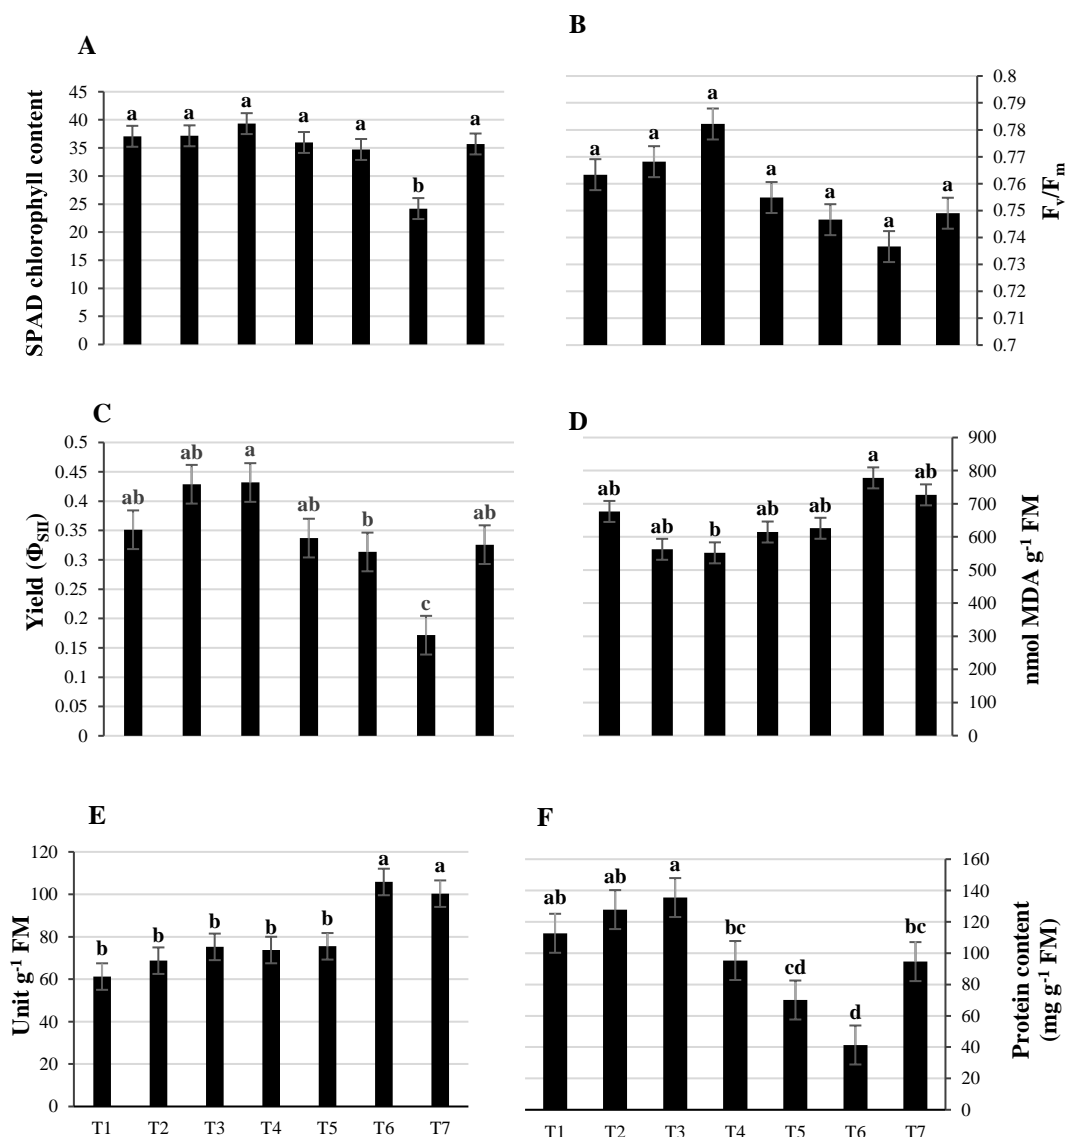 A
SPAD chlorophyll content
45
40
35
30
25
20
15
10
5
0
a
a
a
a
a
b
a
B
a
a
a
a
a
a
a
0.8
0.79
0.78
0.77
0.76
0.75
0.74
0.73
0.72
0.71
0.7
Fv/Fm
C
Yield (ΦSII)
0.5
0.45
0.4
0.35
0.3
0.25
0.2
0.15
0.1
0.05
0
ab
ab
a
ab
b
c
ab
D
ab
ab
b
ab
ab
a
ab
900
800
700
600
500
400
300
200
100
0
nmol MDA g-1 FM
E
Unit g-1 FM
120
100
80
60
40
20
0
b
b
b
b
b
a
a
T1 T2 T3 T4 T5 T6 T7
F
ab
ab
a
bc
cd
d
bc
160
140
120
100
80
60
40
20
0
Protein content
(mg g-1 FM)
T1 T2 T3 T4 T5 T6 T7